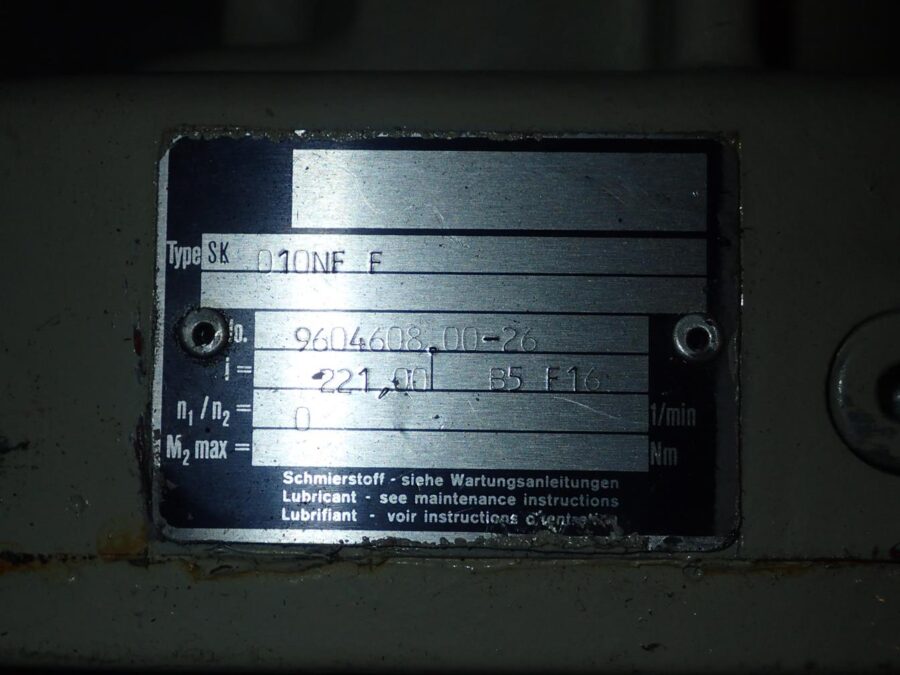 Type SK 010NF F
No. 9604608.00-26
i = 221,00 B5 F16
n1 / n2 = 0 1/min
M2 max = Nm
Schmierstoff - siehe Wartungsanleitungen
Lubricant - see maintenance instructions
Lubrifiant - voir instructions d'entretien